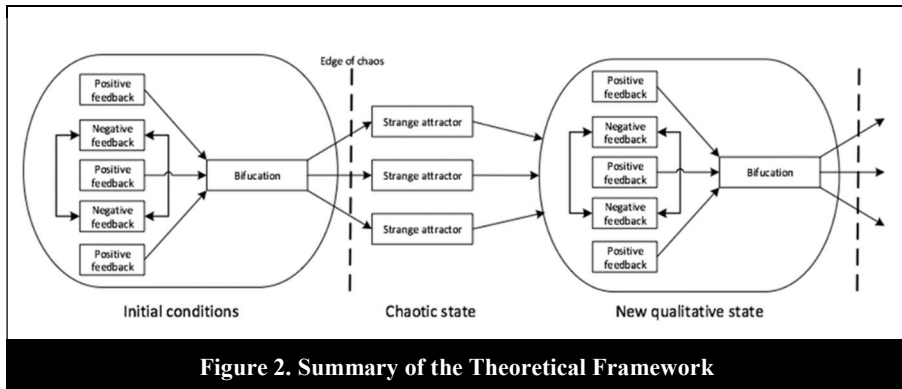 Edge of chaos
Positive
feedback
Negative
feedback
Positive
feedback
Negative
feedback
Positive
feedback
Bifucation
Strange attractor
Strange attractor
Strange attractor
Positive
feedback
Negative
feedback
Positive
feedback
Negative
feedback
Positive
feedback
Bifucation
Initial conditions
Chaotic state
New qualitative state
Figure 2. Summary of the Theoretical Framework